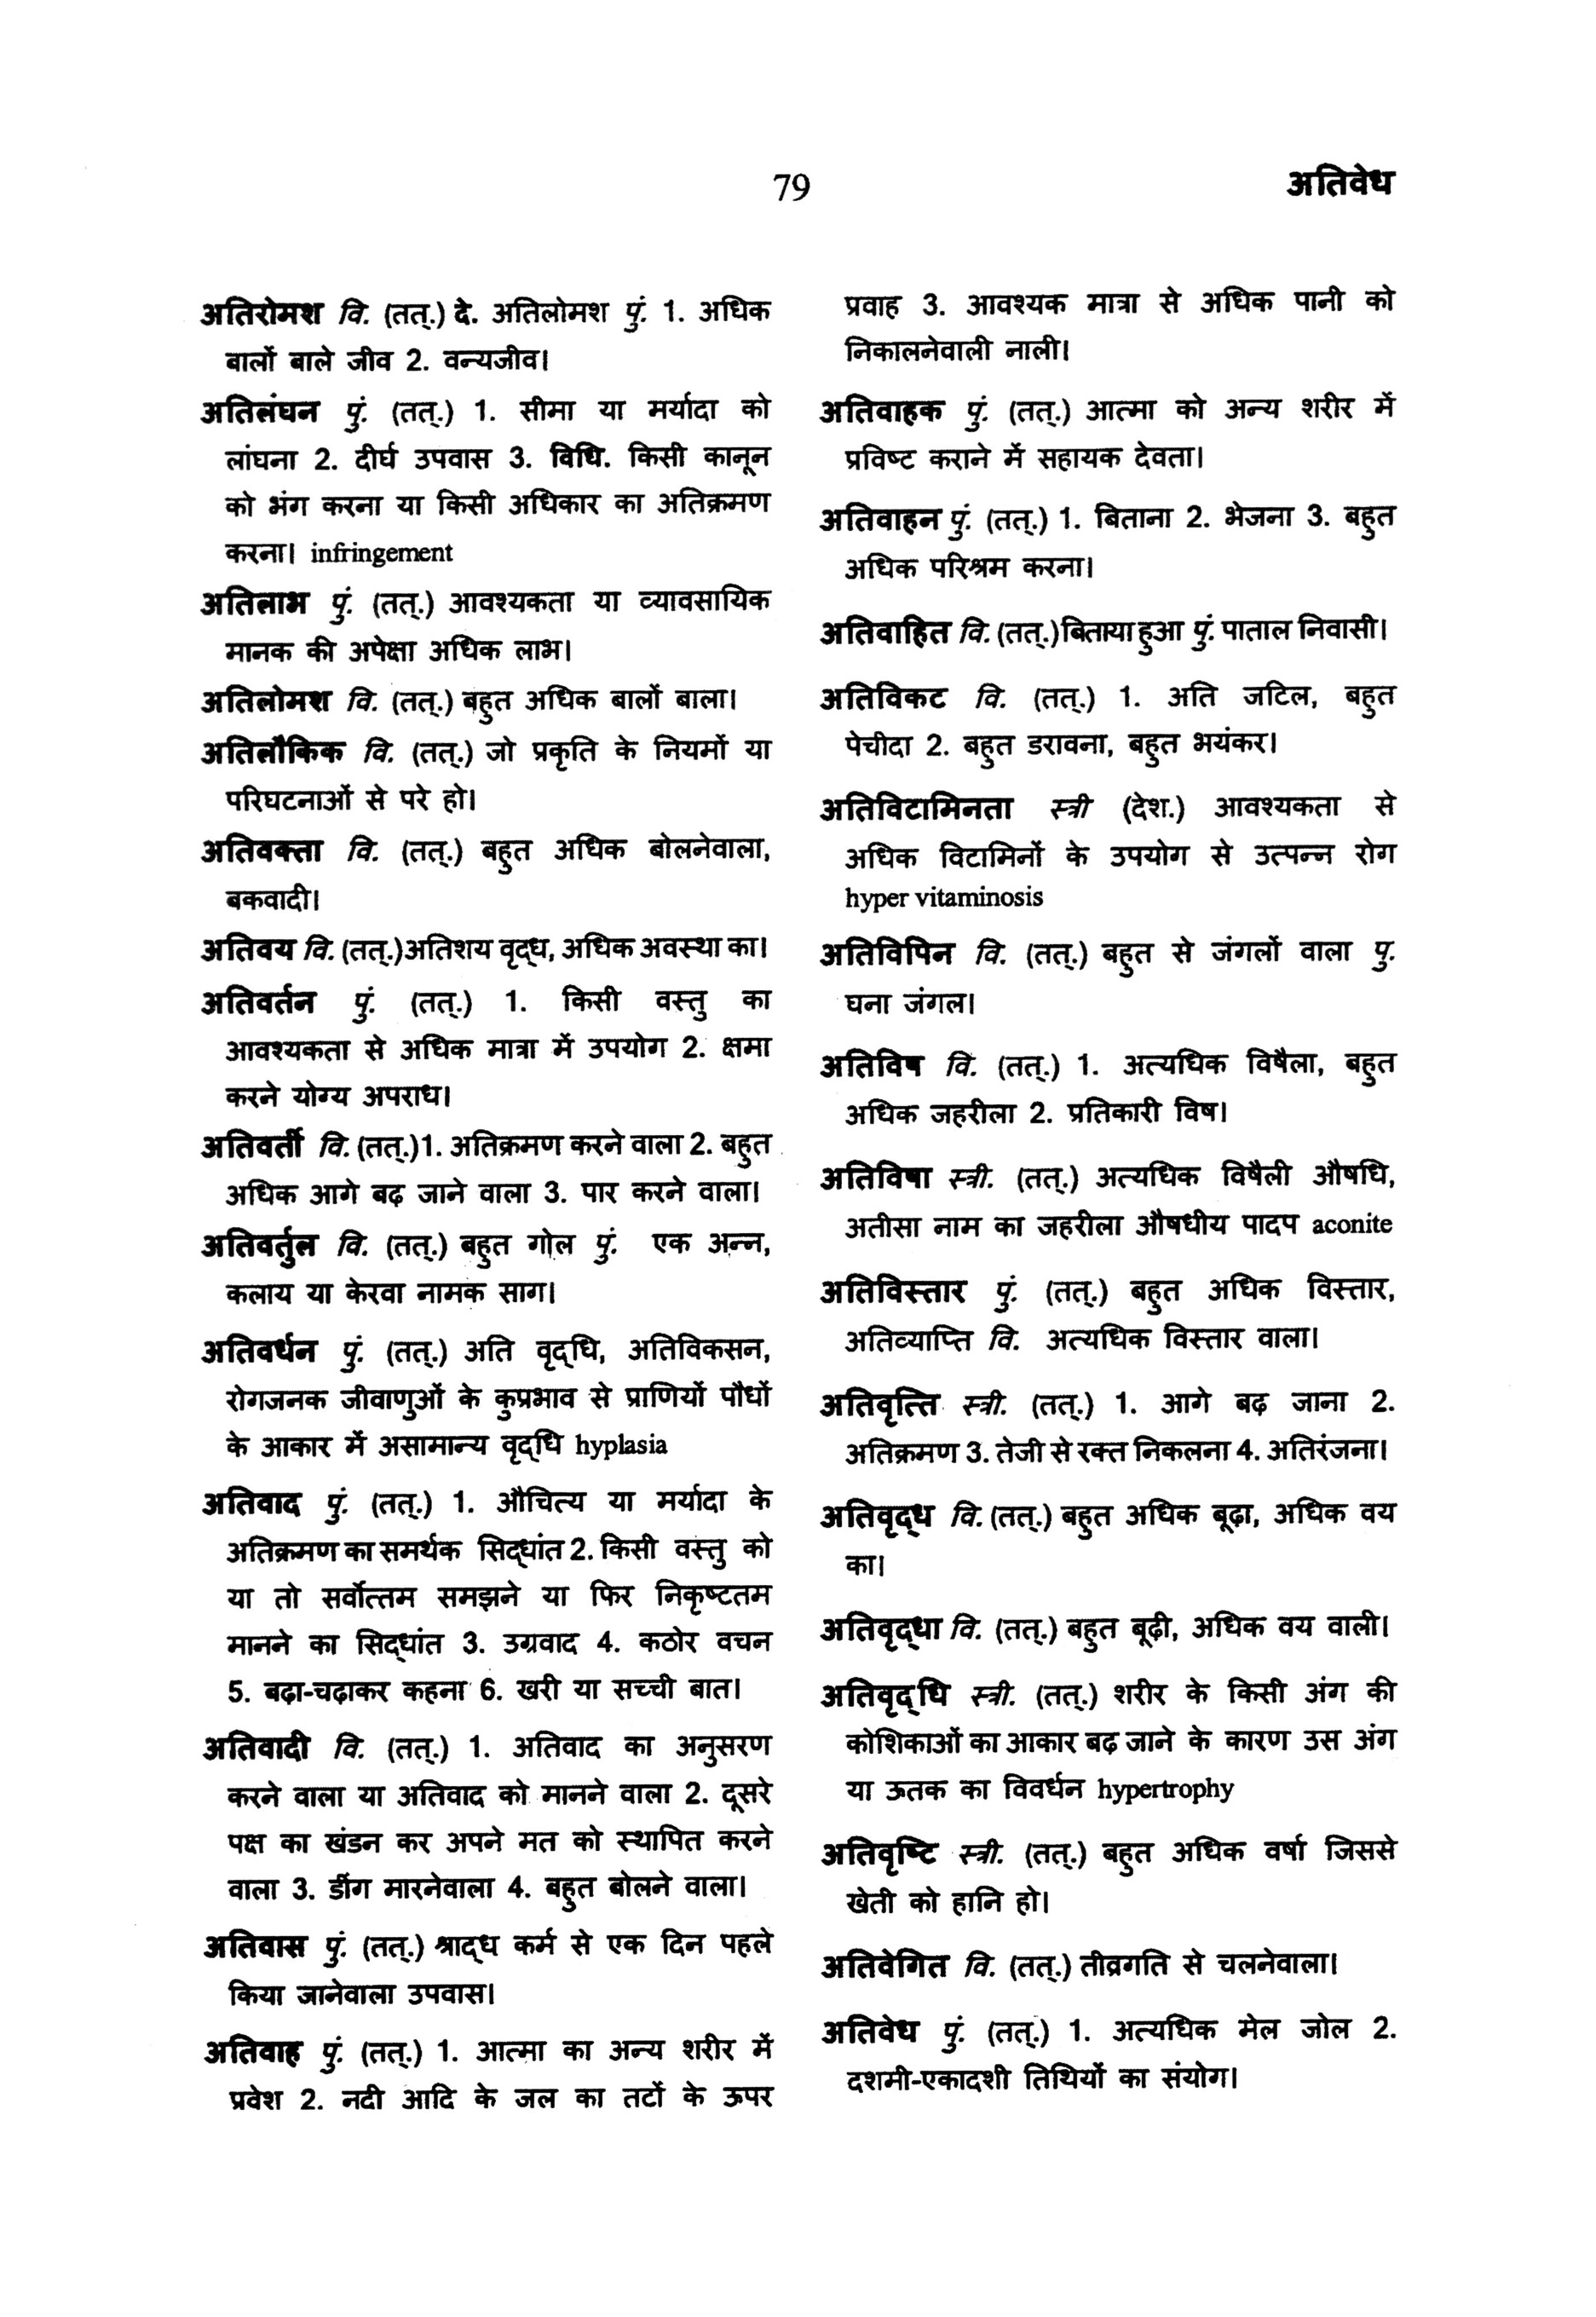 79
अतिवेध
अतिरोमश वि. (तत्.) दे. अतिलोमश पुं. 1. अधिक
बालों बाले जीव 2. वन्यजीव।
अतिलंघन पुं. (तत्.) 1. सीमा या मर्यादा को
लांघना 2. दीर्घ उपवास 3. विधि. किसी कानून
को भंग करना या किसी अधिकार का अतिक्रमण
करना। infringement
अतिलाभ पुं. (तत्.) आवश्यकता या व्यावसायिक
मानक की अपेक्षा अधिक लाभ।
अतिलोमश वि. (तत्.) बहुत अधिक बालों बाला।
अतिलौकिक वि. (तत्.) जो प्रकृति के नियमों या
परिघटनाओं से परे हो।
अतिवक्ता वि. (तत्.) बहुत अधिक बोलनेवाला,
बकवादी।
अतिवय वि. (तत्.)अतिशय वृद्ध, अधिक अवस्था का।
अतिवर्तन पुं. (तत्.) 1. किसी वस्तु का
आवश्यकता से अधिक मात्रा में उपयोग 2. क्षमा
करने योग्य अपराध।
अतिवर्ती वि. (तत्.)1. अतिक्रमण करने वाला 2. बहुत
अधिक आगे बढ़ जाने वाला 3. पार करने वाला।
अतिवर्तुल वि. (तत्.) बहुत गोल पुं. एक अन्न,
कलाय या केरवा नामक साग।
अतिवर्धन पुं. (तत्.) अति वृद्धि, अतिविकसन,
रोगजनक जीवाणुओं के कुप्रभाव से प्राणियों पौधों
के आकार में असामान्य वृद्धि hyplasia
अतिवाद पुं. (तत्.) 1. औचित्य या मर्यादा के
अतिक्रमण का समर्थक सिद्धांत 2. किसी वस्तु को
या तो सर्वोत्तम समझने या फिर निकृष्टतम
मानने का सिद्धांत 3. उग्रवाद 4. कठोर वचन
5. बढ़ा-चढ़ाकर कहना 6. खरी या सच्ची बात।
अतिवादी वि. (तत्.) 1. अतिवाद का अनुसरण
करने वाला या अतिवाद को मानने वाला 2. दूसरे
पक्ष का खंडन कर अपने मत को स्थापित करने
वाला 3. डींग मारनेवाला 4. बहुत बोलने वाला।
अतिवास पुं. (तत्.) श्राद्ध कर्म से एक दिन पहले
किया जानेवाला उपवास।
अतिवाह पुं. (तत्.) 1. आत्मा का अन्य शरीर में
प्रवेश 2. नदी आदि के जल का तटों के ऊपर
प्रवाह 3. आवश्यक मात्रा से अधिक पानी को
निकालनेवाली नाली।
अतिवाहक पुं. (तत्.) आत्मा को अन्य शरीर में
प्रविष्ट कराने में सहायक देवता।
अतिवाहन पुं. (तत्.) 1. बिताना 2. भेजना 3. बहुत
अधिक परिश्रम करना।
अतिवाहित वि. (तत्.)बिताया हुआ पुं. पाताल निवासी।
अतिविकट वि. (तत्.) 1. अति जटिल, बहुत
पेचीदा 2. बहुत डरावना, बहुत भयंकर।
अतिविटामिनता स्त्री (देश.) आवश्यकता से
अधिक विटामिनों के उपयोग से उत्पन्न रोग
hyper vitaminosis
अतिविपिन वि. (तत्.) बहुत से जंगलों वाला पु.
घना जंगल।
अतिविष वि. (तत्.) 1. अत्यधिक विषैला, बहुत
अधिक जहरीला 2. प्रतिकारी विष।
अतिविषा स्त्री. (तत्.) अत्यधिक विषैली औषधि,
अतीसा नाम का जहरीला औषधीय पादप aconite
अतिविस्तार पुं. (तत्.) बहुत अधिक विस्तार,
अतिव्याप्ति वि. अत्यधिक विस्तार वाला।
अतिवृत्ति स्त्री. (तत्.) 1. आगे बढ़ जाना 2.
अतिक्रमण 3. तेजी से रक्त निकलना 4. अतिरंजना।
अतिवृद्ध वि. (तत्.) बहुत अधिक बूढ़ा, अधिक वय
का।
अतिवृद्धा वि. (तत्.) बहुत बूढ़ी, अधिक वय वाली।
अतिवृद्धि स्त्री. (तत्.) शरीर के किसी अंग की
कोशिकाओं का आकार बढ़ जाने के कारण उस अंग
या ऊतक का विवर्धन hypertrophy
अतिवृष्टि स्त्री. (तत्.) बहुत अधिक वर्षा जिससे
खेती को हानि हो।
अतिवेगित वि. (तत्.) तीव्रगति से चलनेवाला।
अतिवेध पुं. (तत्.) 1. अत्यधिक मेल जोल 2.
दशमी-एकादशी तिथियों का संयोग।